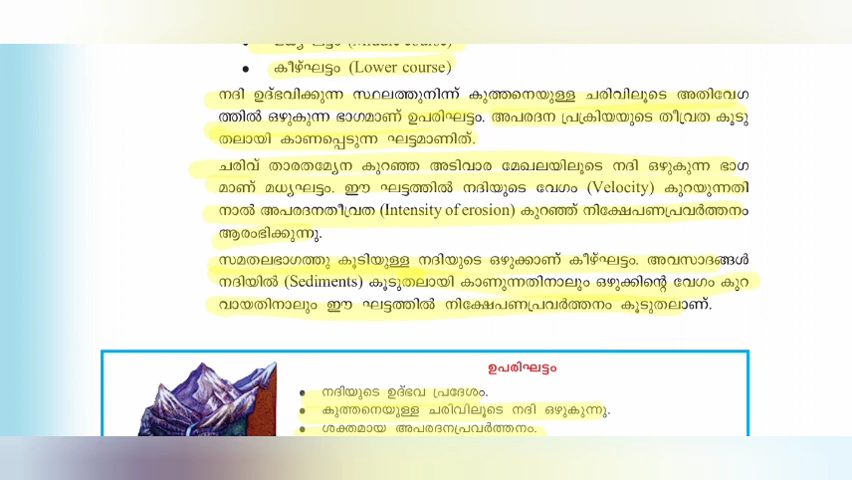 • മധ്യ ഘട്ടം (Middle course)
• കീഴ്ഘട്ടം (Lower course)
നദി ഉദ്ഭവിക്കുന്ന സ്ഥലത്തുനിന്ന് കുത്തനെയുള്ള ചരിവിലൂടെ അതിവേഗ
ത്തിൽ ഒഴുകുന്ന ഭാഗമാണ് ഉപരിഘട്ടം. അപരദന പ്രക്രിയയുടെ തീവ്രത കൂടു
തലായി കാണപ്പെടുന്ന ഘട്ടമാണിത്.
ചരിവ് താരതമ്യേന കുറഞ്ഞ അടിവാര മേഖലയിലൂടെ നദി ഒഴുകുന്ന ഭാഗ
മാണ് മധ്യഘട്ടം. ഈ ഘട്ടത്തിൽ നദിയുടെ വേഗം (Velocity) കുറയുന്നതി
നാൽ അപരദനതീവ്രത (Intensity of erosion) കുറഞ്ഞ് നിക്ഷേപണപ്രവർത്തനം
ആരംഭിക്കുന്നു.
സമതലഭാഗത്തു കൂടിയുള്ള നദിയുടെ ഒഴുക്കാണ് കീഴ്ഘട്ടം. അവസാദങ്ങൾ
നദിയിൽ (Sediments) കൂടുതലായി കാണുന്നതിനാലും ഒഴുക്കിന്റെ വേഗം കുറ
വായതിനാലും ഈ ഘട്ടത്തിൽ നിക്ഷേപണപ്രവർത്തനം കൂടുതലാണ്.
ഉപരിഘട്ടം
• നദിയുടെ ഉദ്ഭവ പ്രദേശം.
• കുത്തനെയുള്ള ചരിവിലൂടെ നദി ഒഴുകുന്നു.
• ശക്തമായ അപരദനപ്രവർത്തനം.